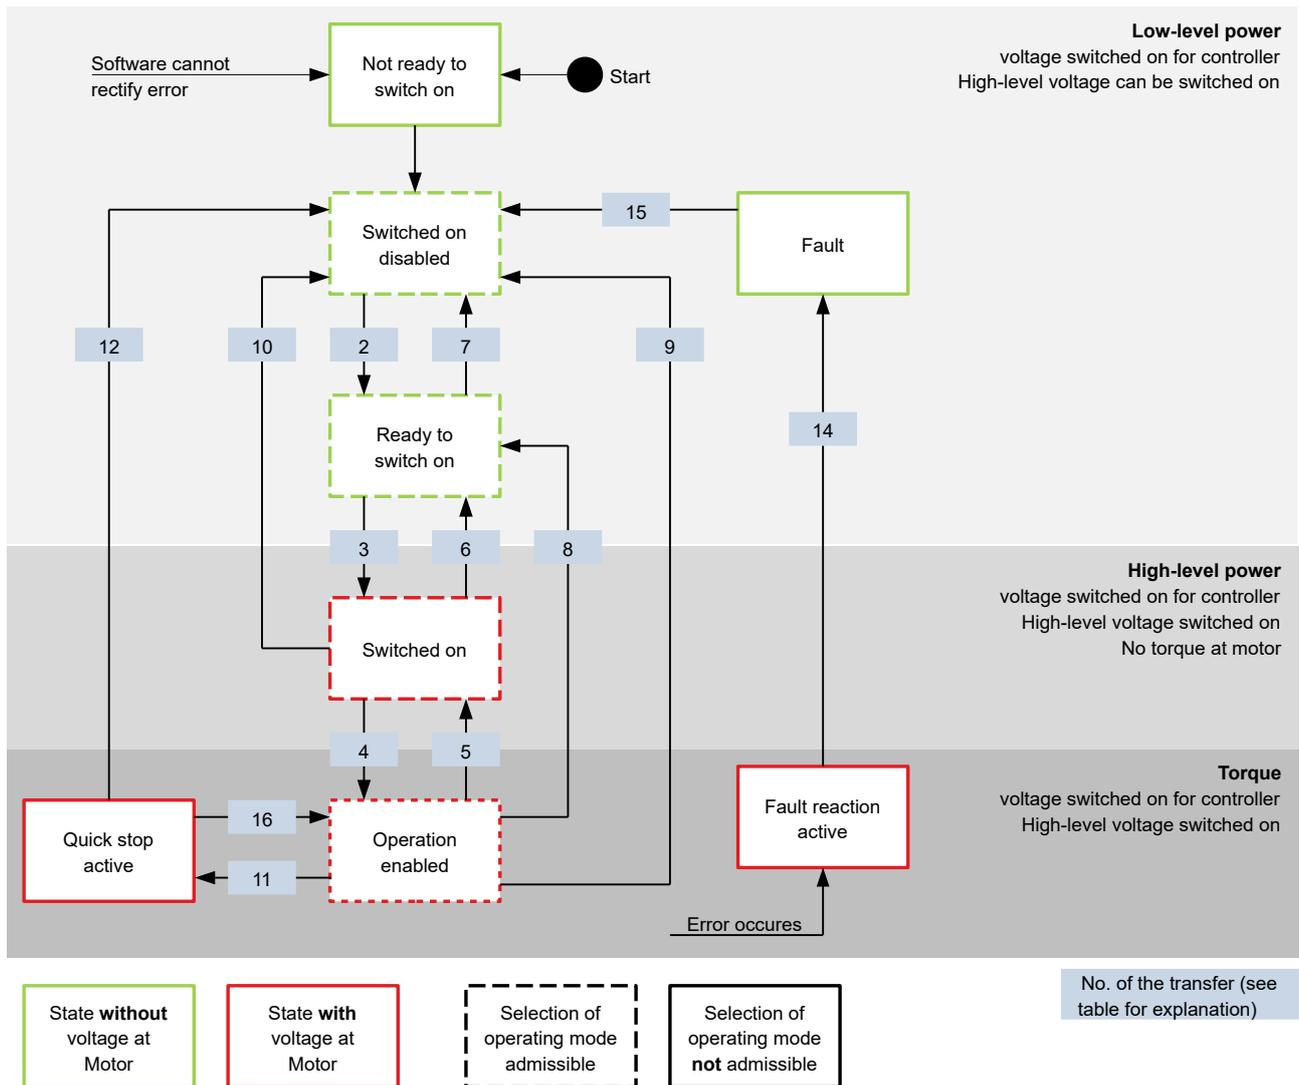 Low-level power
voltage switched on for controller
High-level voltage can be switched on
Software cannot
rectify error
Not ready to
switch on
Start
Switched on
disabled
15
Fault
12
10
2
7
9
Ready to
switch on
14
3
6
8
High-level power
voltage switched on for controller
High-level voltage switched on
No torque at motor
Switched on
4
5
Torque
voltage switched on for controller
High-level voltage switched on
Quick stop
active
16
11
Operation
enabled
Fault reaction
active
Error occures
State without
voltage at
Motor
State with
voltage at
Motor
Selection of
operating mode
admissible
Selection of
operating mode
not admissible
No. of the transfer (see
table for explanation)